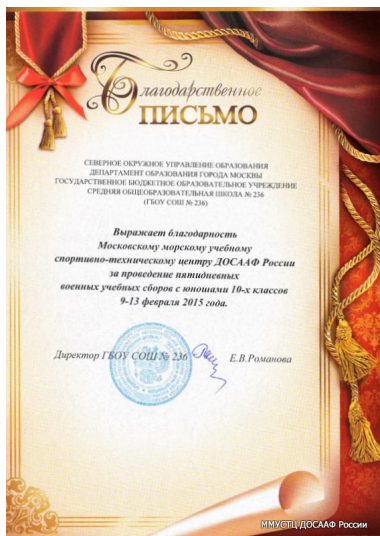 Благодарственное
ПИСЬМО
СЕВЕРНОЕ ОКРУЖНОЕ УПРАВЛЕНИЕ ОБРАЗОВАНИЯ
ДЕПАРТАМЕНТ ОБРАЗОВАНИЯ ГОРОДА МОСКВЫ
ГОСУДАРСТВЕННОЕ БЮДЖЕТНОЕ ОБРАЗОВАТЕЛЬНОЕ УЧРЕЖДЕНИЕ
СРЕДНЯЯ ОБЩЕОБРАЗОВАТЕЛЬНАЯ ШКОЛА № 236
(ГБОУ СОШ № 236)
Выражает благодарность
Московскому морскому учебному
спортивно-техническому центру ДОСААФ России
за проведение пятидневных
военных учебных сборов с юношами 10-х классов
9-13 февраля 2015 года.
Директор ГБОУ СОШ № 236 Е.В.Романова
ММУСТЦ ДОСААФ России